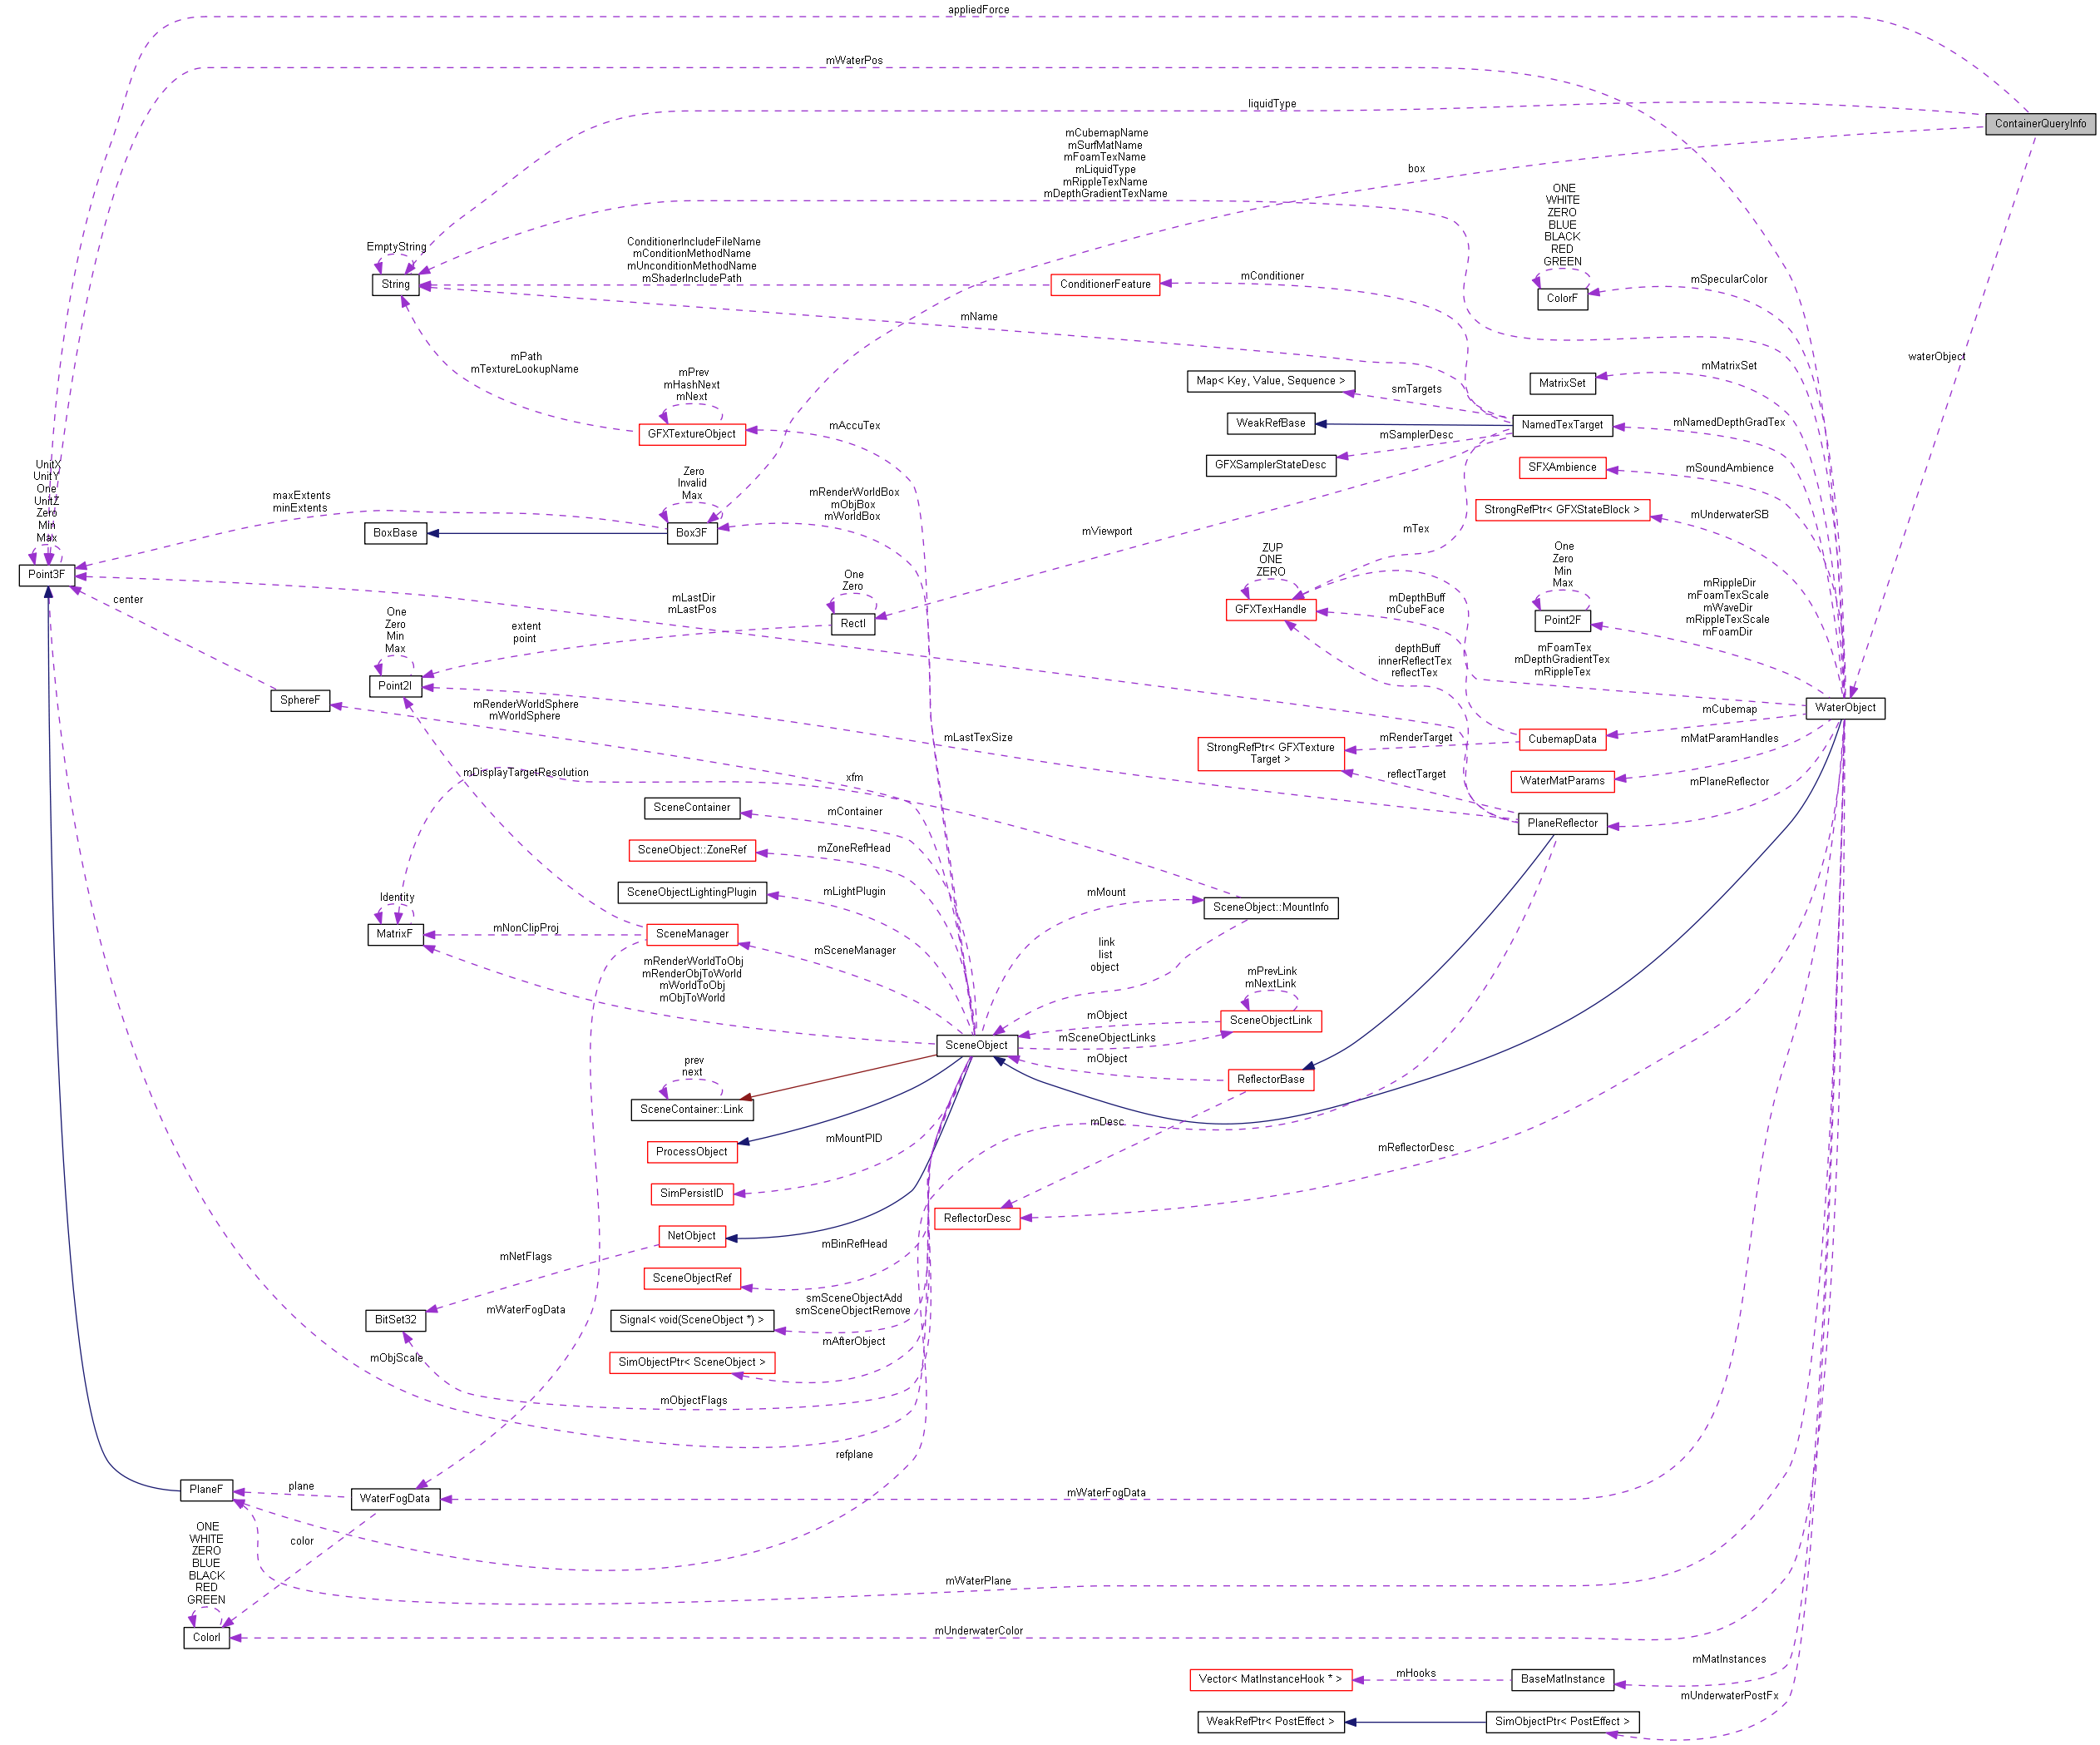 appliedForce
mWaterPos
liquidType
ContainerQueryInfo
mCubemapName
mSurfMatName
mFoamTexName
mLiquidType
mRippleTexName
mDepthGradientTexName
box
ONE
WHITE
ZERO
BLUE
BLACK
RED
GREEN
ColorF
EmptyString
String
ConditionerIncludeFileName
mConditionMethodName
mUnconditionMethodName
mShaderIncludePath
ConditionerFeature
mConditioner
mSpecularColor
mName
waterObject
mPath
mTextureLookupName
mPrev
mHashNext
mNext
GFXTextureObject
mAccuTex
Map< Key, Value, Sequence >
smTargets
MatrixSet
mMatrixSet
WeakRefBase
NamedTexTarget
mNamedDepthGradTex
mSamplerDesc
GFXSamplerStateDesc
SFXAmbience
mSoundAmbience
UnitX
UnitY
One
UnitZ
Zero
Min
Max
Point3F
maxExtents
minExtents
BoxBase
Zero
Invalid
Max
Box3F
mRenderWorldBox
mObjBox
mWorldBox
mViewport
mTex
StrongRefPtr< GFXStateBlock >
mUnderwaterSB
ZUP
ONE
ZERO
GFXTexHandle
One
Zero
Min
Max
Point2F
mRippleDir
mFoamTexScale
mWaveDir
mRippleTexScale
mFoamDir
center
One
Zero
RectI
mLastDir
mLastPos
extent
point
One
Zero
Min
Max
Point2I
mDepthBuff
mCubeFace
depthBuff
innerReflectTex
reflectTex
mFoamTex
mDepthGradientTex
mRippleTex
SphereF
mRenderWorldSphere
mWorldSphere
WaterObject
mCubemap
mLastTexSize
mRenderTarget
StrongRefPtr< GFXTexture
Target >
CubemapData
mMatParamHandles
reflectTarget
WaterMatParams
mPlaneReflector
mDisplayTargetResolution
xfm
SceneContainer
mContainer
PlaneReflector
SceneObject::ZoneRef
mZoneRefHead
SceneObjectLightingPlugin
mLightPlugin
mMount
SceneObject::MountInfo
Identity
MatrixF
mNonClipProj
SceneManager
mSceneManager
mRenderWorldToObj
mRenderObjToWorld
mWorldToObj
mObjToWorld
link
list
object
mPrevLink
mNextLink
SceneObjectLink
mObject
mSceneObjectLinks
SceneObject
mObject
ReflectorBase
prev
next
SceneContainer::Link
mDesc
ProcessObject
mMountPID
mReflectorDesc
SimPersistID
ReflectorDesc
NetObject
mNetFlags
mBinRefHead
SceneObjectRef
mWaterFogData
BitSet32
smSceneObjectAdd
smSceneObjectRemove
Signal< void(SceneObject *) >
mAfterObject
SimObjectPtr< SceneObject >
mObjScale
mObjectFlags
refplane
PlaneF
plane
WaterFogData
mWaterFogData
ONE
WHITE
ZERO
BLUE
BLACK
RED
GREEN
ColorI
color
mWaterPlane
mUnderwaterColor
Vector< MatInstanceHook * >
mHooks
BaseMatInstance
mMatInstances
WeakRefPtr< PostEffect >
SimObjectPtr< PostEffect >
mUnderwaterPostFx